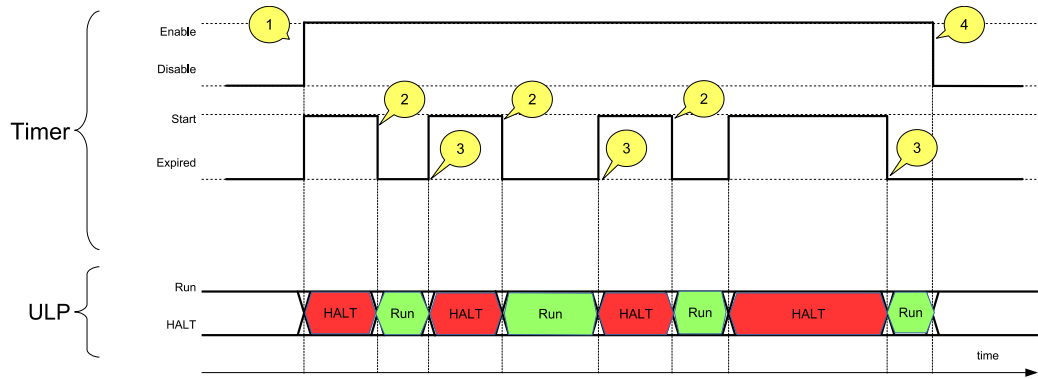 1
4
Enable
Disable
2
2
2
Start
Timer
3
3
3
Expired
Run
ULP
HALT
Run
HALT
Run
HALT
Run
HALT
Run
HALT
time